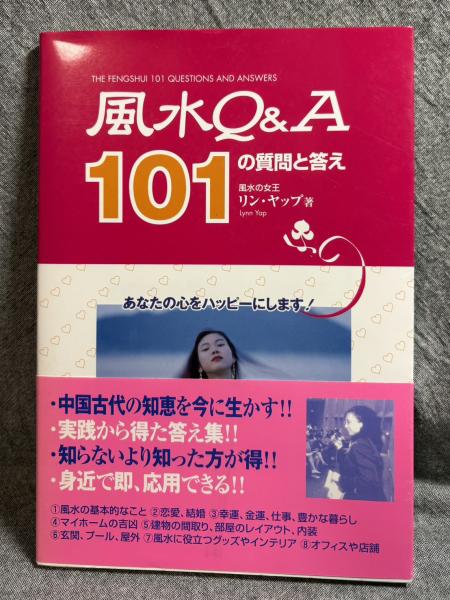 THE FENGSHUI 101 QUESTIONS AND ANSWERS
風水Q&A
101の質問と答え
風水の女王
リン・ヤップ著
Lynn Yap
あなたの心をハッピーにします!
・中国古代の知恵を今に生かす!!
・実践から得た答え集!!
・知らないより知った方が得!!
・身近で即、応用できる!!
①風水の基本的なこと ②恋愛、結婚 ③幸運、金運、仕事、豊かな暮らし
④マイホームの吉凶 ⑤建物の間取り、部屋のレイアウト、内装
⑥玄関、プール、屋外 ⑦風水に役立つグッズやインテリア ⑧オフィスや店舗